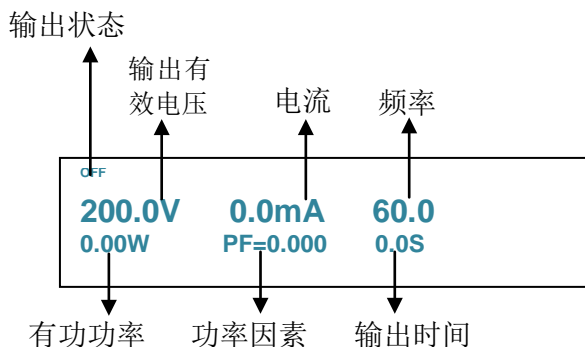 输出状态
输出有
效电压
电流
频率
OFF
200.0V 0.0mA 60.0
0.00W PF=0.000 0.0S
有功功率 功率因素 输出时间